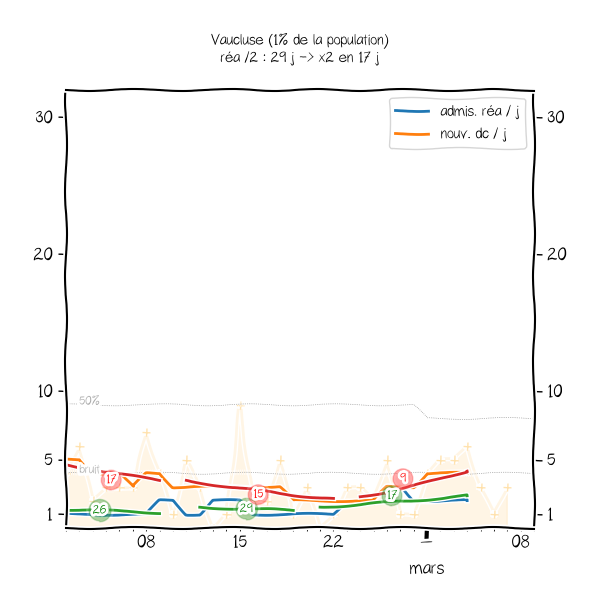 Vaucluse (1% de la population)
réa /2 : 29 j -> x2 en 17 j
admis. réa / j
nouv. dc / j
30 30
20 20
10 10
50%
5 5
bruit
17 15 9
26 29 17
1 1
08 15 22 1 08
mars